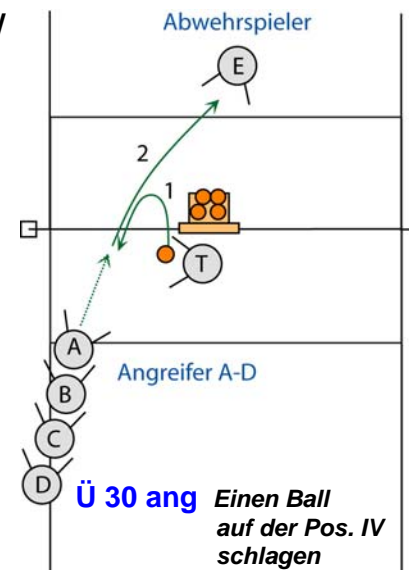 Abwehrspieler
E
2
1
T
A
Angreifer A-D
B
C
D
Ü 30 ang Einen Ball
auf der Pos. IV
schlagen